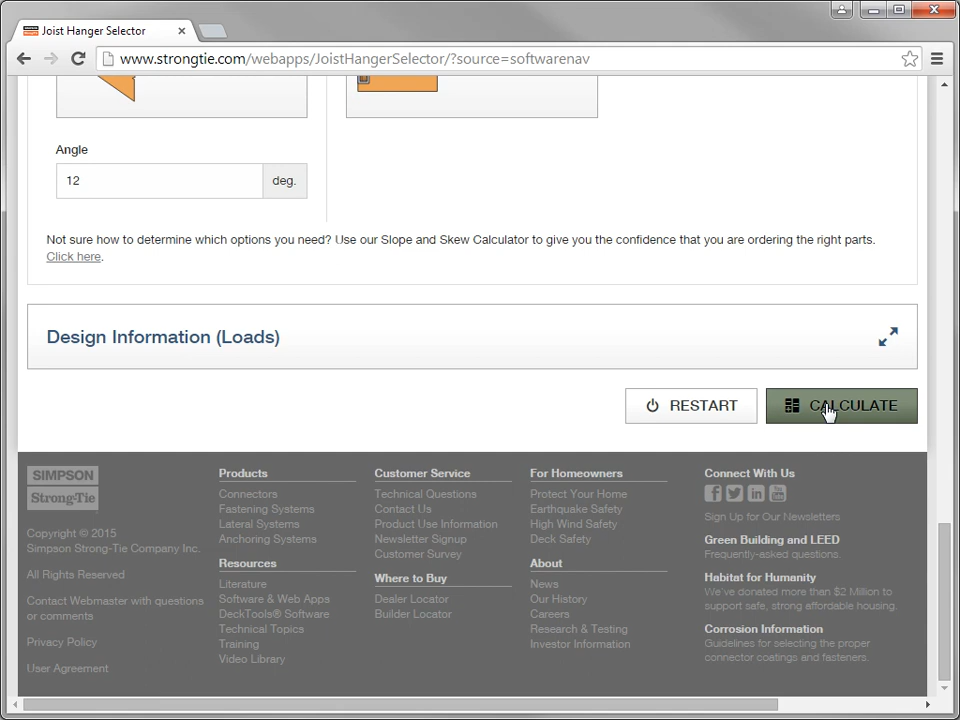 Joist Hanger Selector
www.strongtie.com/webapps/JoistHangerSelector/?source=softwarenav
Angle
12 deg.
Not sure how to determine which options you need? Use our Slope and Skew Calculator to give you the confidence that you are ordering the right parts.
Click here.
Design Information (Loads)
RESTART
CALCULATE
SIMPSON
Strong-Tie
Copyright © 2015
Simpson Strong-Tie Company Inc.
All Rights Reserved
Contact Webmaster with questions
or comments
Privacy Policy
User Agreement
Products
Connectors
Fastening Systems
Lateral Systems
Anchoring Systems
Resources
Literature
Software & Web Apps
DeckTools® Software
Technical Topics
Training
Video Library
Customer Service
Technical Questions
Contact Us
Product Use Information
Newsletter Signup
Customer Survey
Where to Buy
Dealer Locator
Builder Locator
For Homeowners
Protect Your Home
Earthquake Safety
High Wind Safety
Deck Safety
About
News
Our History
Careers
Research & Testing
Investor Information
Connect With Us
Sign Up for Our Newsletters
Green Building and LEED
Frequently-asked questions.
Habitat for Humanity
We've donated more than $2 Million to
support safe, strong affordable housing.
Corrosion Information
Guidelines for selecting the proper
connector coatings and fasteners.